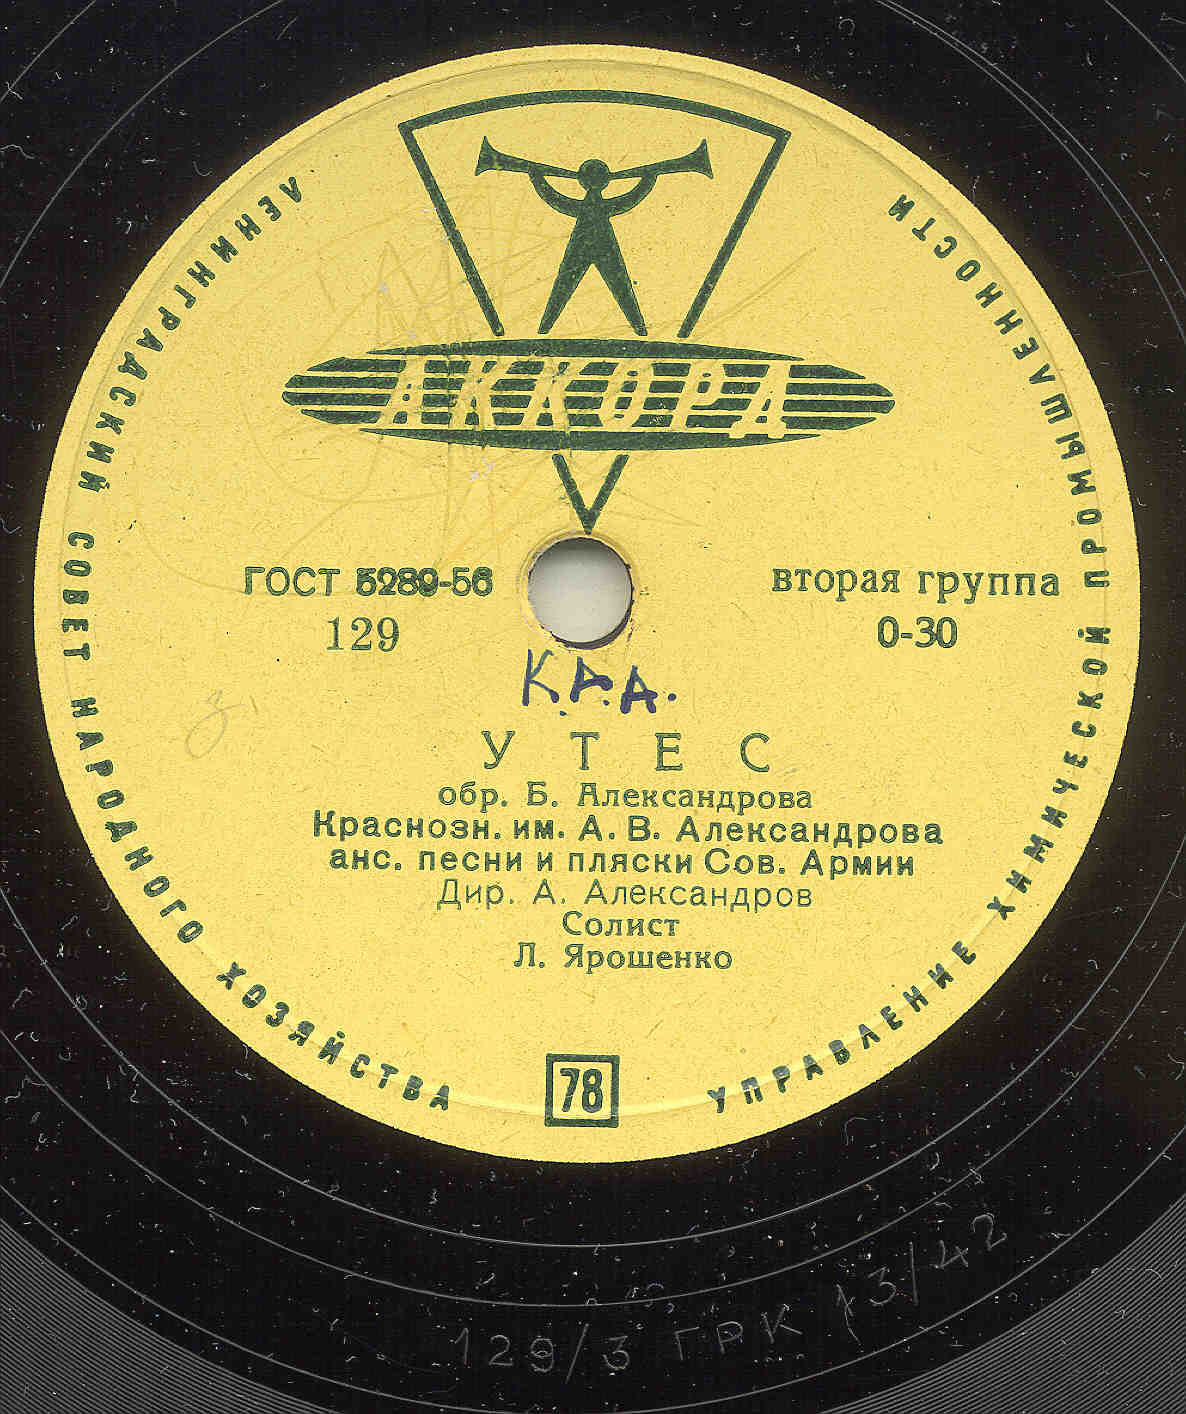 ЛЕНИНГРАДСКИЙ СОВЕТ НАРОДНОГО ХОЗЯЙСТВА
УПРАВЛЕНИЕ ХИМИЧЕСКОЙ ПРОМЫШЛЕННОСТИ
АККОРД
ГОСТ 5289-56 вторая группа
129 0-30
К.А.А.
УТЕС
обр. Б. Александрова
Краснозн. им. А. В. Александрова
анс. песни и пляски Сов. Армии
Дир. А. Александров
Солист
Л. Ярошенко
78
129/3 ГРК 13/42